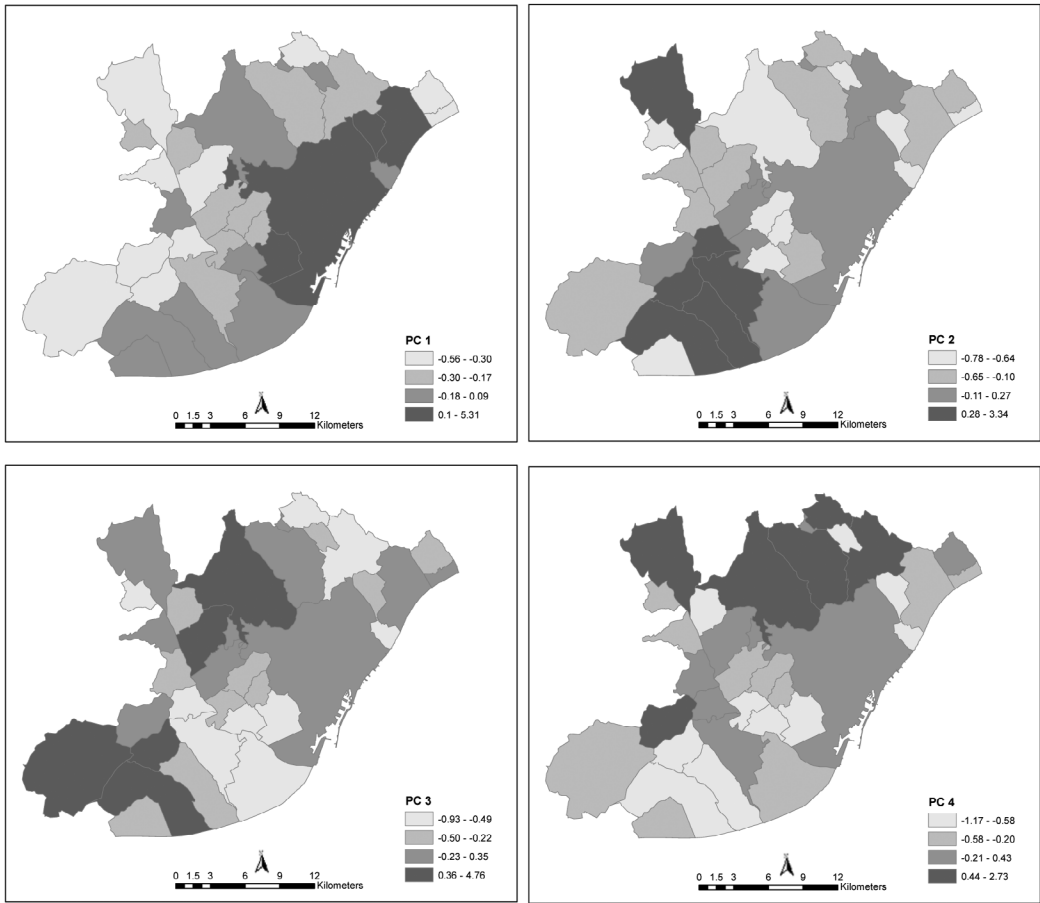 PC 1
-0.56 - -0.30
-0.30 - -0.17
-0.18 - 0.09
0.1 - 5.31
0 1.5 3 6 9 12
Kilometers
PC 2
-0.78 - -0.64
-0.65 - -0.10
-0.11 - 0.27
0.28 - 3.34
0 1.5 3 6 9 12
Kilometers
PC 3
-0.93 - -0.49
-0.50 - -0.22
-0.23 - 0.35
0.36 - 4.76
0 1.5 3 6 9 12
Kilometers
PC 4
-1.17 - -0.58
-0.58 - -0.20
-0.21 - 0.43
0.44 - 2.73
0 1.5 3 6 9 12
Kilometers